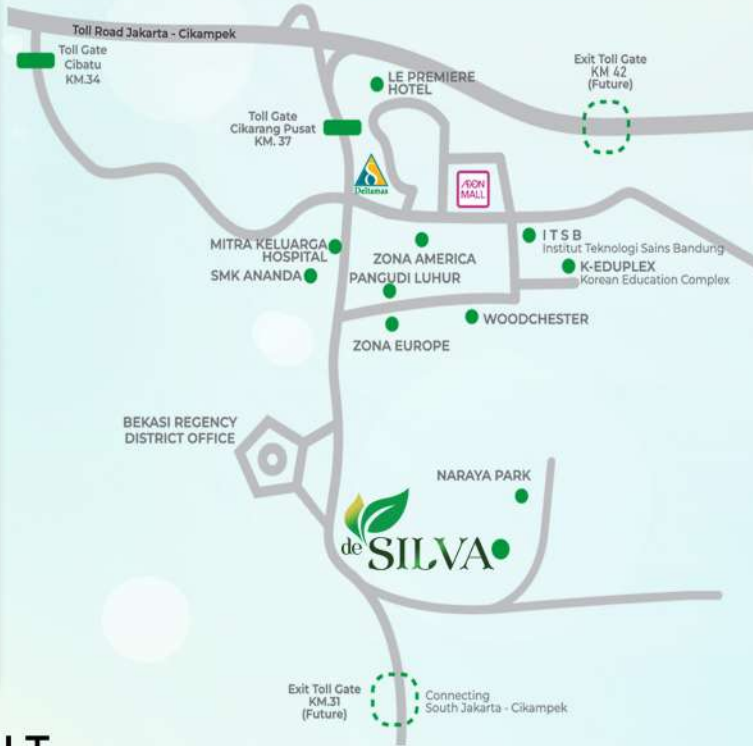 Toll Road Jakarta - Cikampek
Toll Gate
Cibatu
KM.34
LE PREMIERE
HOTEL
Exit Toll Gate
KM 42
(Future)
Toll Gate
Cikarang Pusat
KM. 37
Deltamas
ÆON
MALL
MITRA KELUARGA
HOSPITAL
SMK ANANDA
ZONA AMERICA
PANGUDI LUHUR
I T S B
Institut Teknologi Sains Bandung
K-EDUPLEX
Korean Education Complex
WOODCHESTER
ZONA EUROPE
BEKASI REGENCY
DISTRICT OFFICE
NARAYA PARK
de SILVA
Exit Toll Gate
KM.31
(Future)
Connecting
South Jakarta - Cikampek